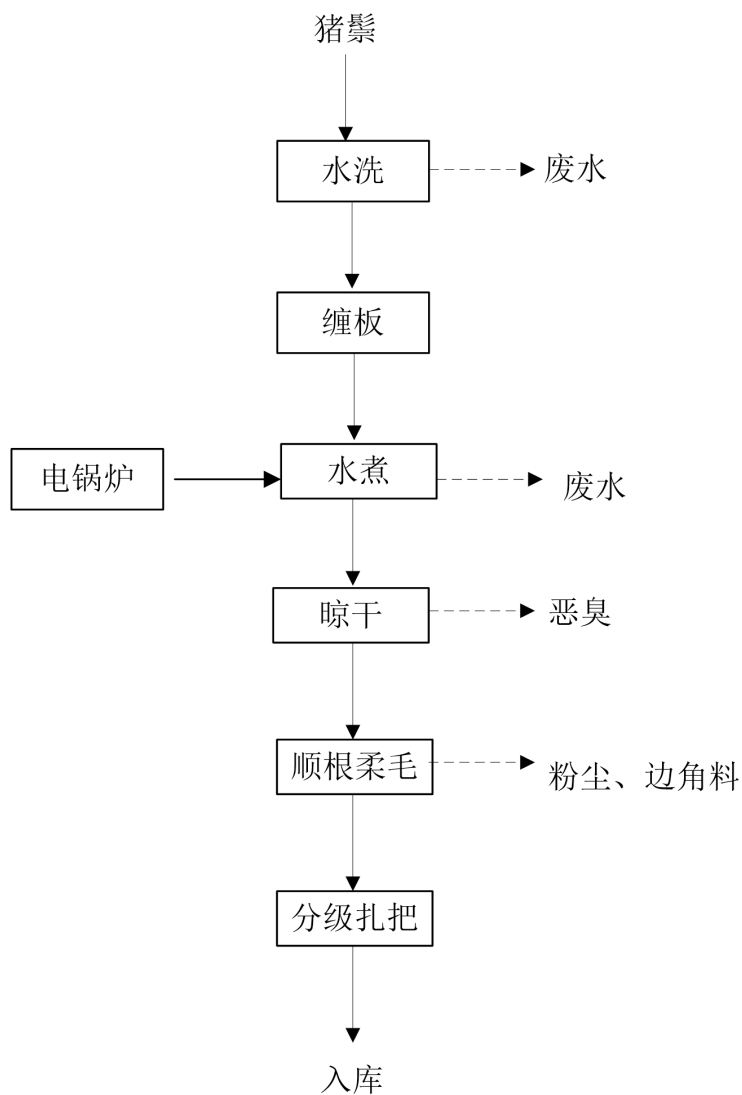 猪鬃
水洗
废水
缠板
电锅炉
水煮
废水
晾干
恶臭
顺根柔毛
粉尘、边角料
分级扎把
入库